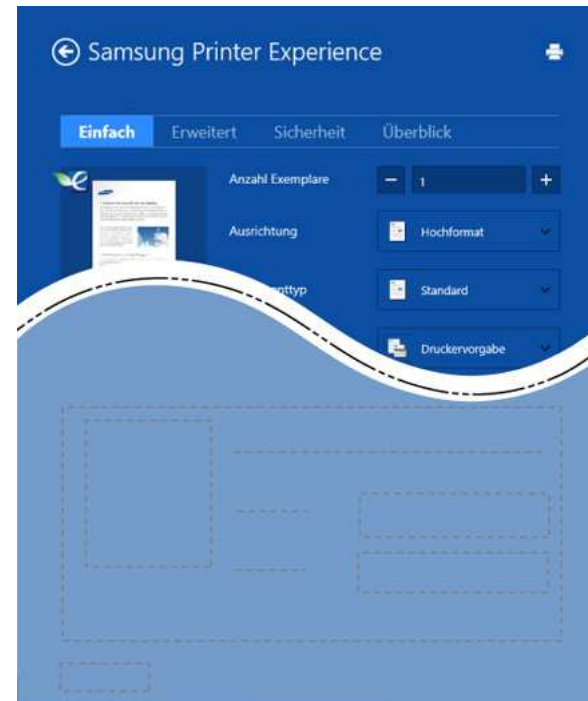 Samsung Printer Experience
Einfach Erweitert Sicherheit Überblick
Anzahl Exemplare 1
Ausrichtung Hochformat
Standard
Druckervorgabe